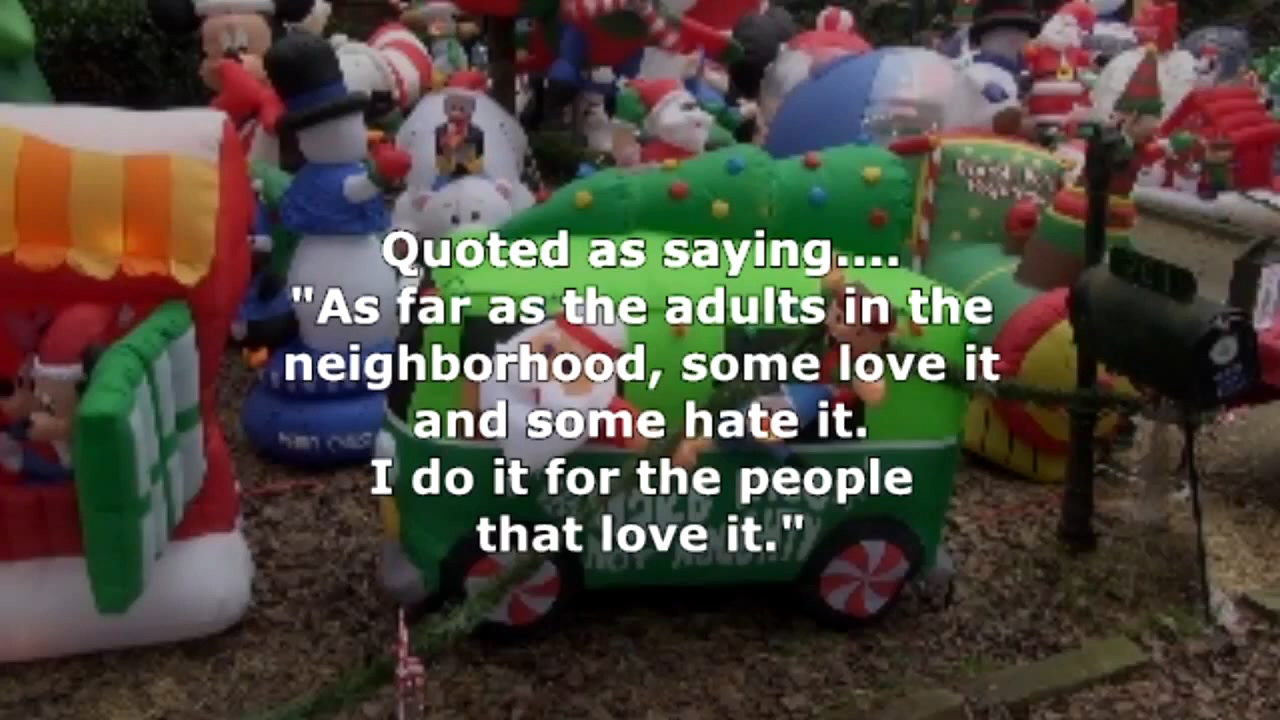 Quoted as saying....
"As far as the adults in the
neighborhood, some love it
and some hate it.
I do it for the people
that love it."